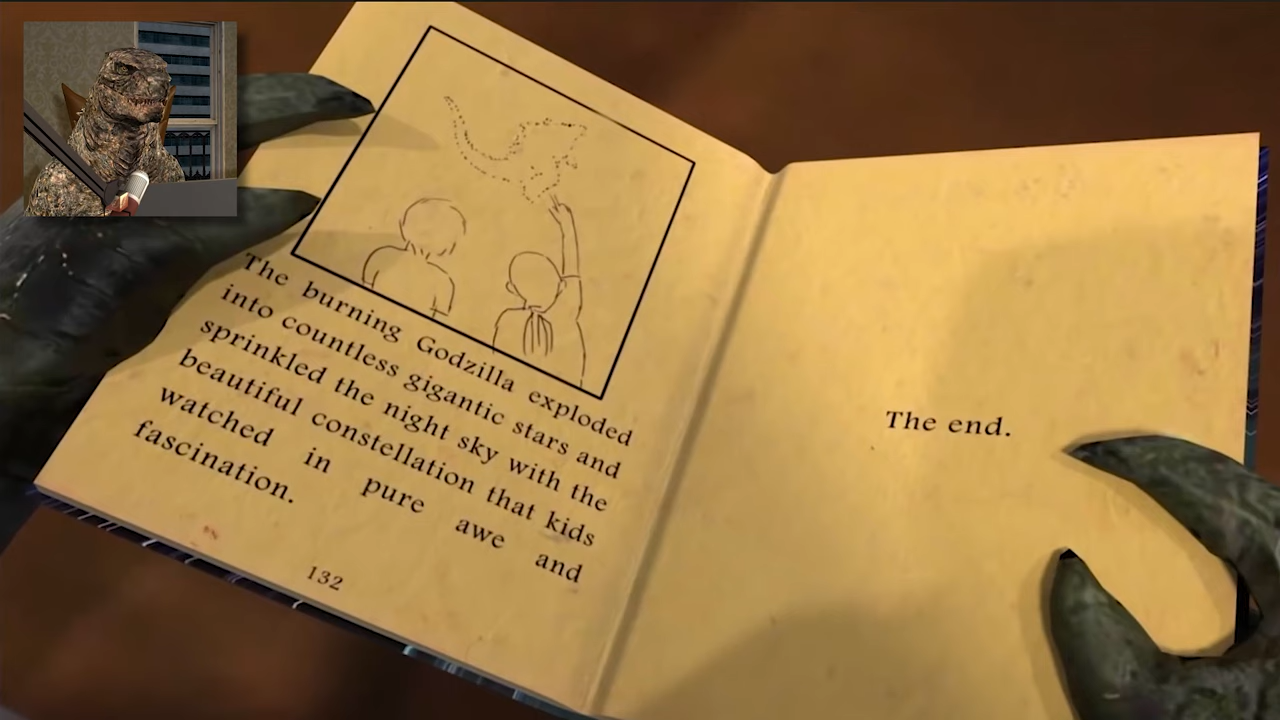 The burning Godzilla exploded
into countless gigantic stars and
sprinkled the night sky with the
beautiful constellation that kids
watched in pure awe and
fascination.
132
The end.